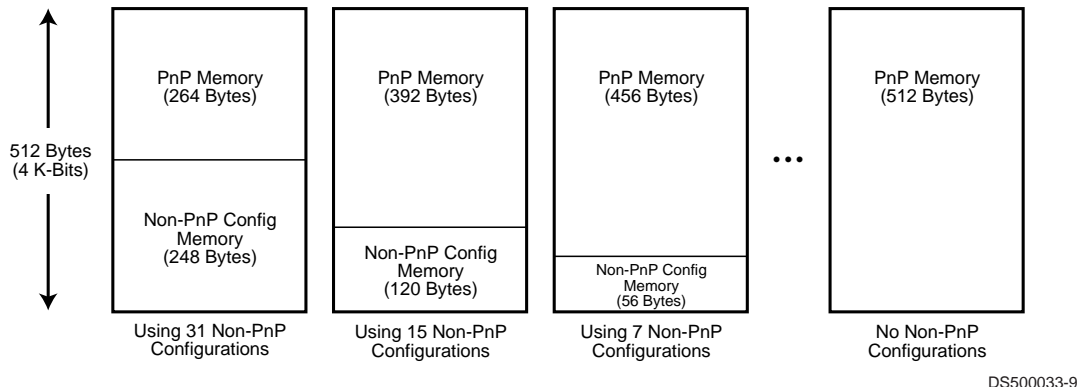 512 Bytes
(4 K-Bits)
PnP Memory
(264 Bytes)
Non-PnP Config
Memory
(248 Bytes)
Using 31 Non-PnP
Configurations
PnP Memory
(392 Bytes)
Non-PnP Config
Memory
(120 Bytes)
Using 15 Non-PnP
Configurations
PnP Memory
(456 Bytes)
Non-PnP Config
Memory
(56 Bytes)
Using 7 Non-PnP
Configurations
...
PnP Memory
(512 Bytes)
No Non-PnP
Configurations
DS500033-9